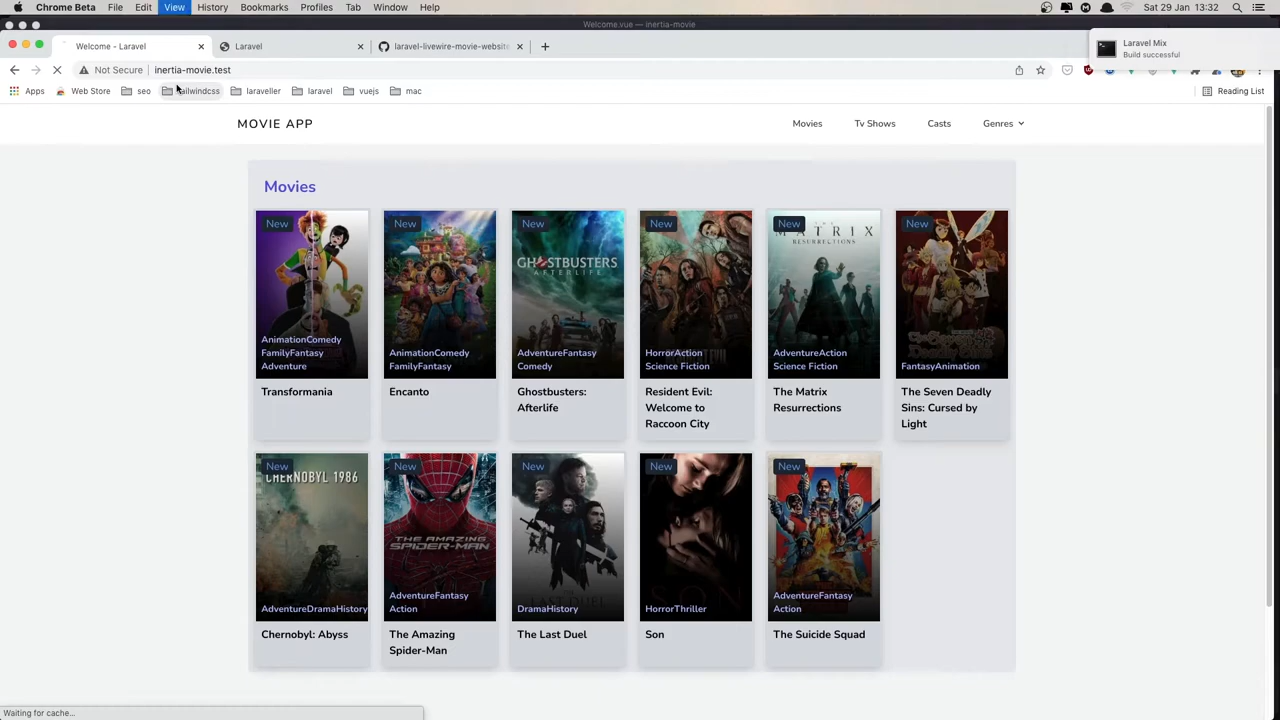 Chrome Beta File Edit View History Bookmarks Profiles Tab Window Help
Sat 29 Jan 13:32
Welcome.vue — inertia-movie
Welcome - Laravel
Laravel
laravel-livewire-movie-website
Laravel Mix
Build successful
Not Secure
inertia-movie.test
Apps
Web Store
seo
tailwindcss
laraveller
laravel
vuejs
mac
Reading List
MOVIE APP
Movies
Tv Shows
Casts
Genres
Movies
New
New
New
New
New
New
GHOSTBUSTERS
AFTERLIFE
MATRIX
RESURRECTIONS
AnimationComedy
FamilyFantasy
Adventure
AnimationComedy
FamilyFantasy
AdventureFantasy
Comedy
HorrorAction
Science Fiction
AdventureAction
Science Fiction
FantasyAnimation
Transformania
Encanto
Ghostbusters:
Afterlife
Resident Evil:
Welcome to
Raccoon City
The Matrix
Resurrections
The Seven Deadly
Sins: Cursed by
Light
New
New
New
New
New
CHERNOBYL 1986
THE AMAZING
SPIDER-MAN
THE LAST DUEL
SON
AdventureDramaHistory
AdventureFantasy
Action
DramaHistory
HorrorThriller
AdventureFantasy
Action
Chernobyl: Abyss
The Amazing
Spider-Man
The Last Duel
Son
The Suicide Squad
Waiting for cache...